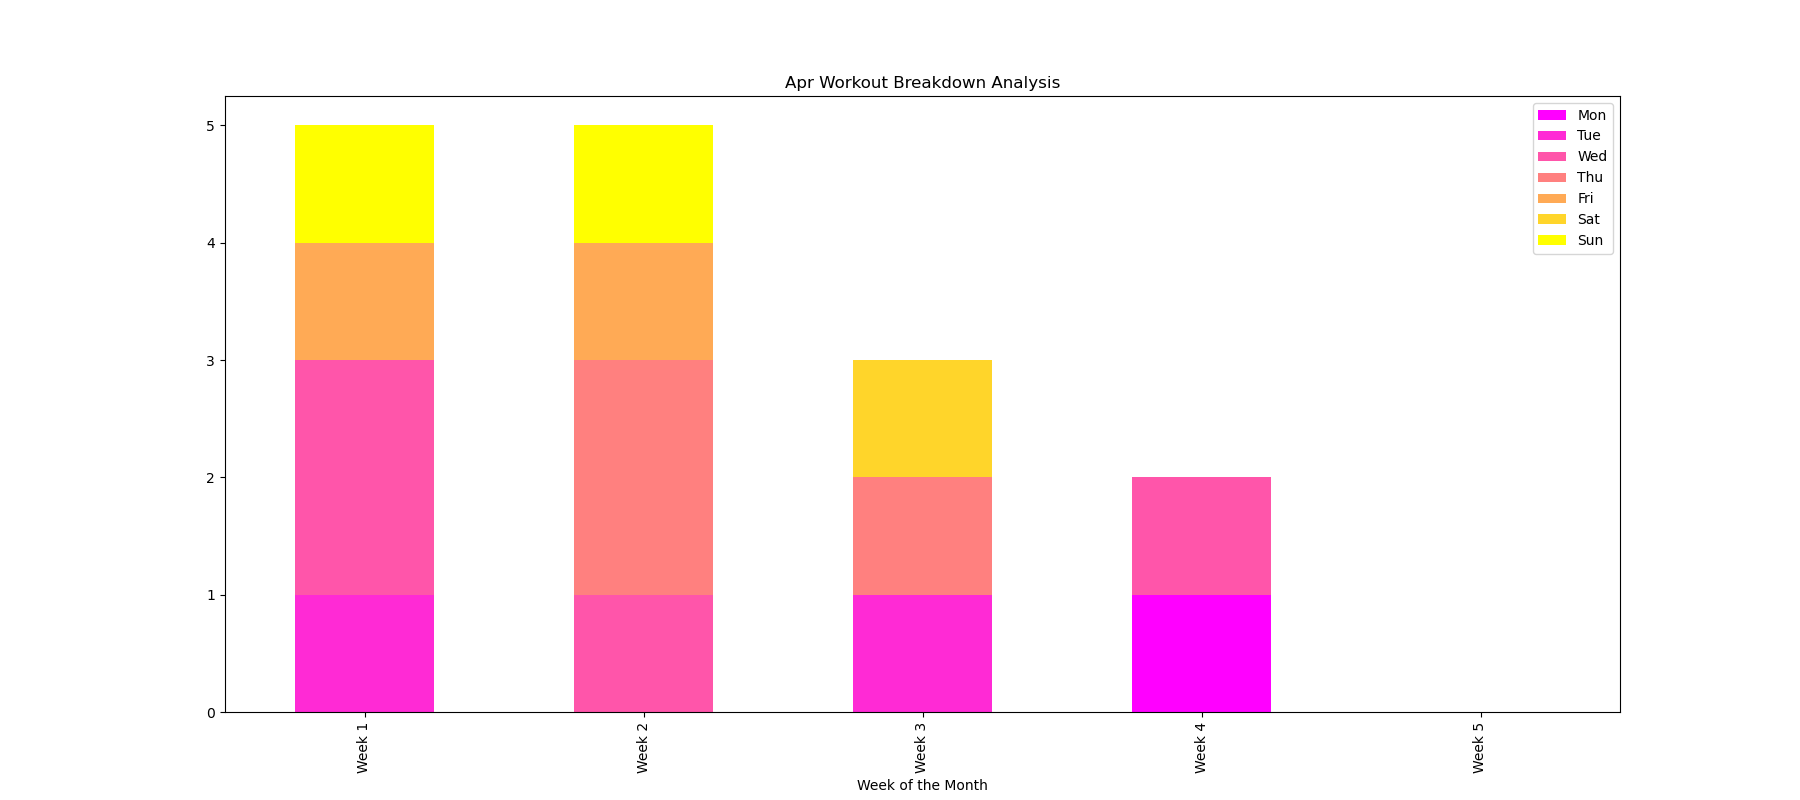 Apr Workout Breakdown Analysis
5
4
3
2
1
0
Mon
Tue
Wed
Thu
Fri
Sat
Sun
Week 1
Week 2
Week 3
Week 4
Week 5
Week of the Month